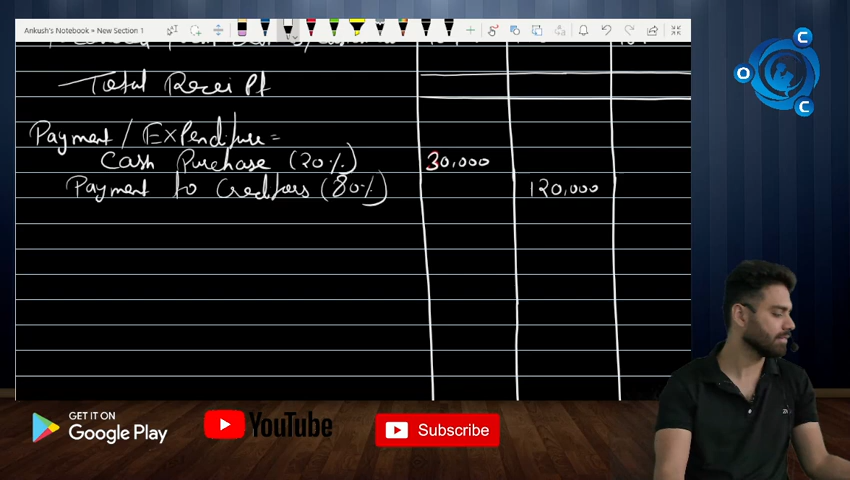 Ankush's Notebook » New Section 1
Total Receipt
Payment / Expenditure =
Cash Purchase (20%) 30,000
Payment to Creditors (80%) 120,000
C
O
C
GET IT ON
Google Play
YouTube
Subscribe